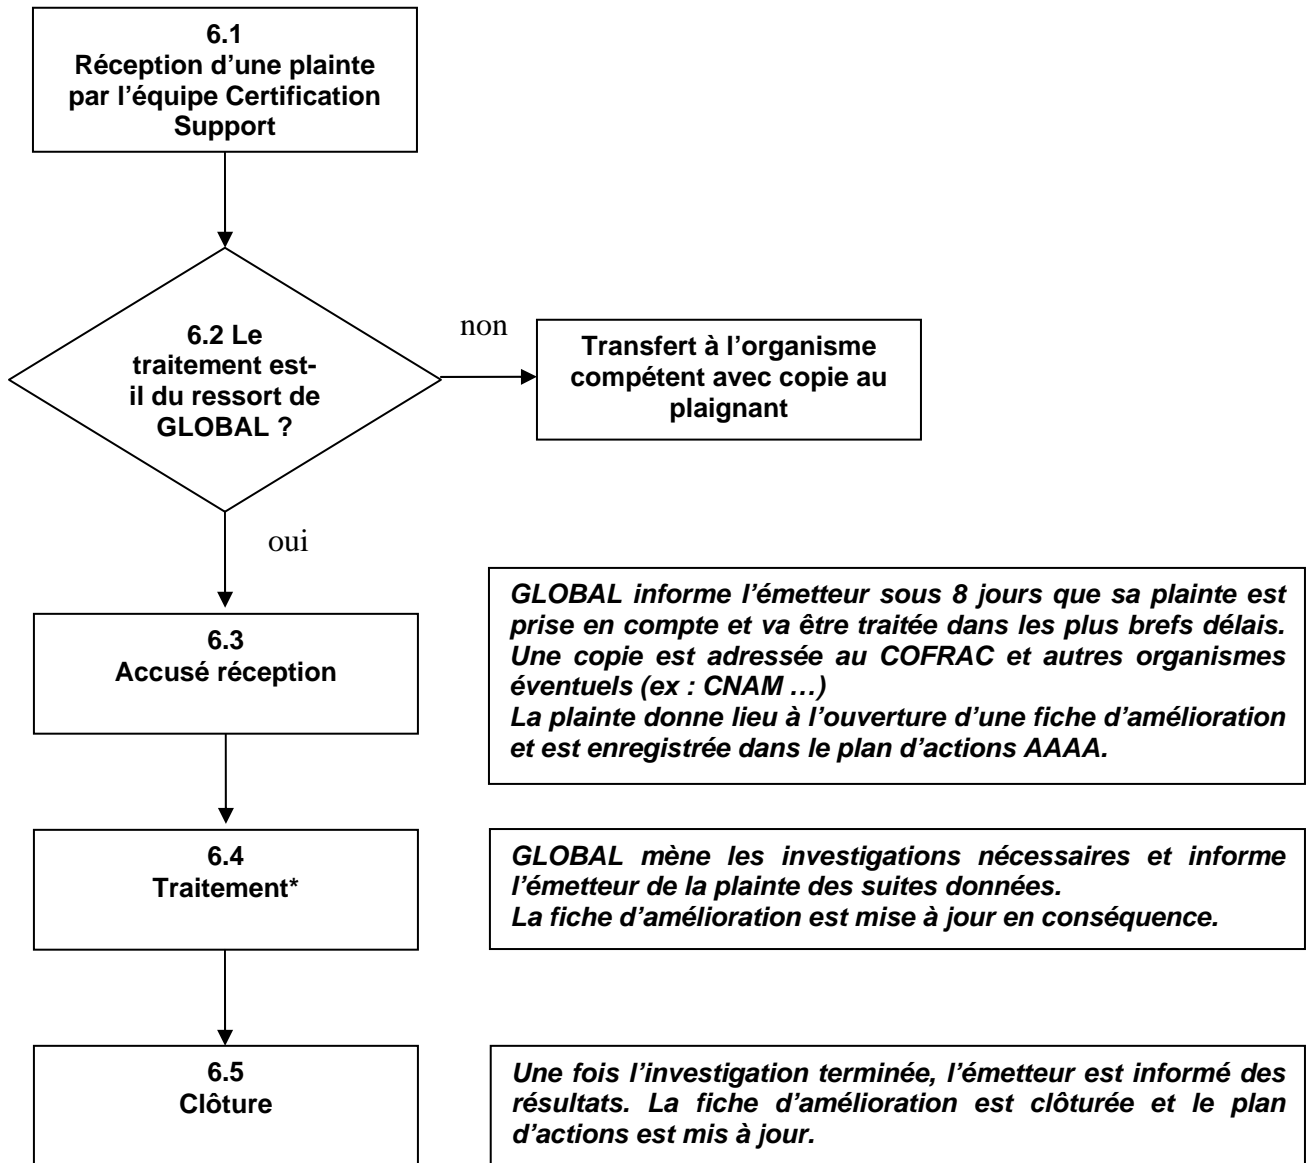 6.1
Réception d’une plainte
par l’équipe Certification
Support
6.2 Le
traitement est-
il du ressort de
GLOBAL ?
non
Transfert à l’organisme
compétent avec copie au
plaignant
oui
6.3
Accusé réception
GLOBAL informe l’émetteur sous 8 jours que sa plainte est
prise en compte et va être traitée dans les plus brefs délais.
Une copie est adressée au COFRAC et autres organismes
éventuels (ex : CNAM …)
La plainte donne lieu à l’ouverture d’une fiche d’amélioration
et est enregistrée dans le plan d’actions AAAA.
6.4
Traitement*
GLOBAL mène les investigations nécessaires et informe
l’émetteur de la plainte des suites données.
La fiche d’amélioration est mise à jour en conséquence.
6.5
Clôture
Une fois l’investigation terminée, l’émetteur est informé des
résultats. La fiche d’amélioration est clôturée et le plan
d’actions est mis à jour.